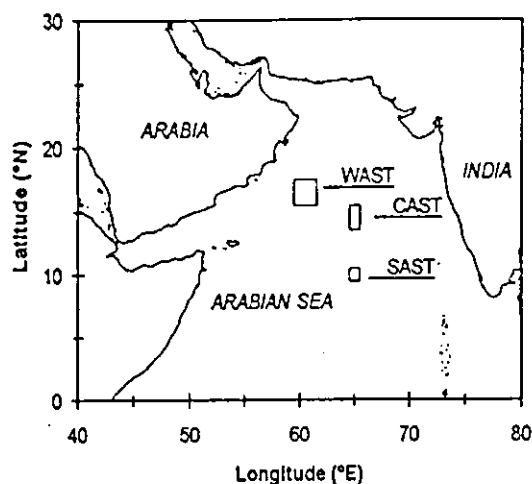 30
20
10
0
Latitude (°N)
ARABIA
INDIA
WAST
CAST
SAST
ARABIAN SEA
40 50 60 70 80
Longitude (°E)